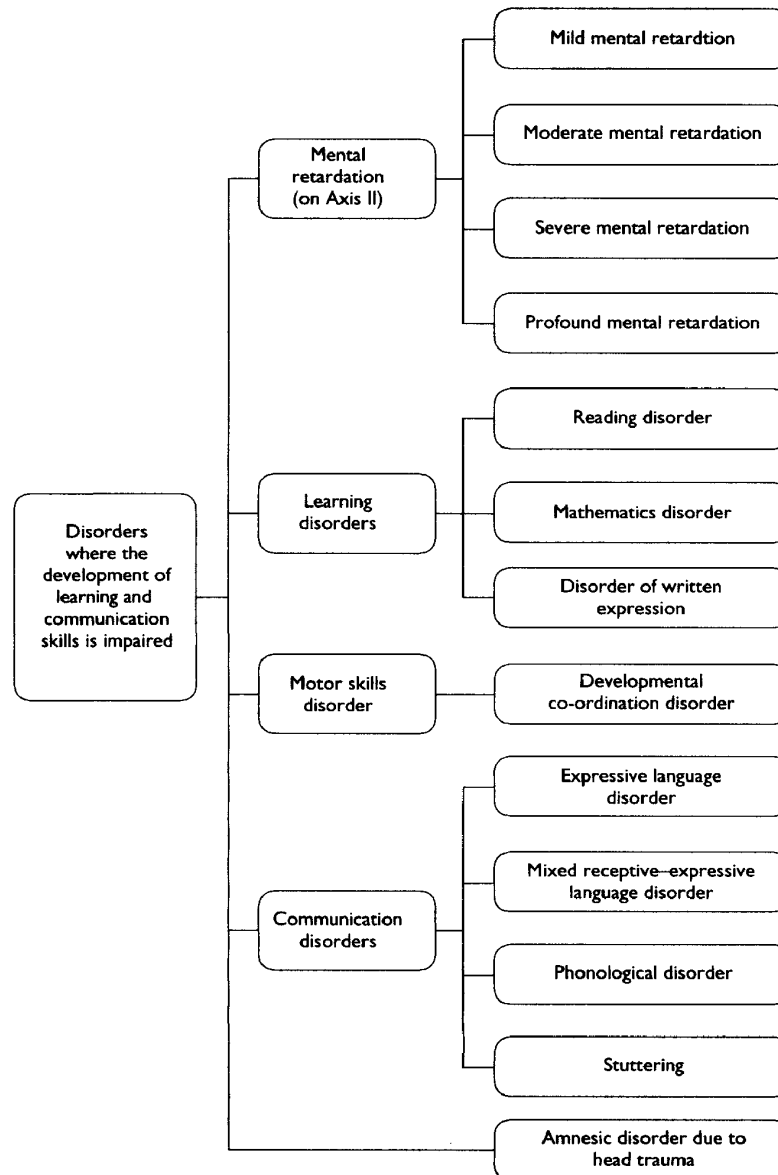 Disorders
where the
development of
learning and
communication
skills is impaired
Mental
retardation
(on Axis II)
Mild mental retardtion
Moderate mental retardation
Severe mental retardation
Profound mental retardation
Learning
disorders
Reading disorder
Mathematics disorder
Disorder of written
expression
Motor skills
disorder
Developmental
co-ordination disorder
Communication
disorders
Expressive language
disorder
Mixed receptive–expressive
language disorder
Phonological disorder
Stuttering
Amnesic disorder due to
head trauma